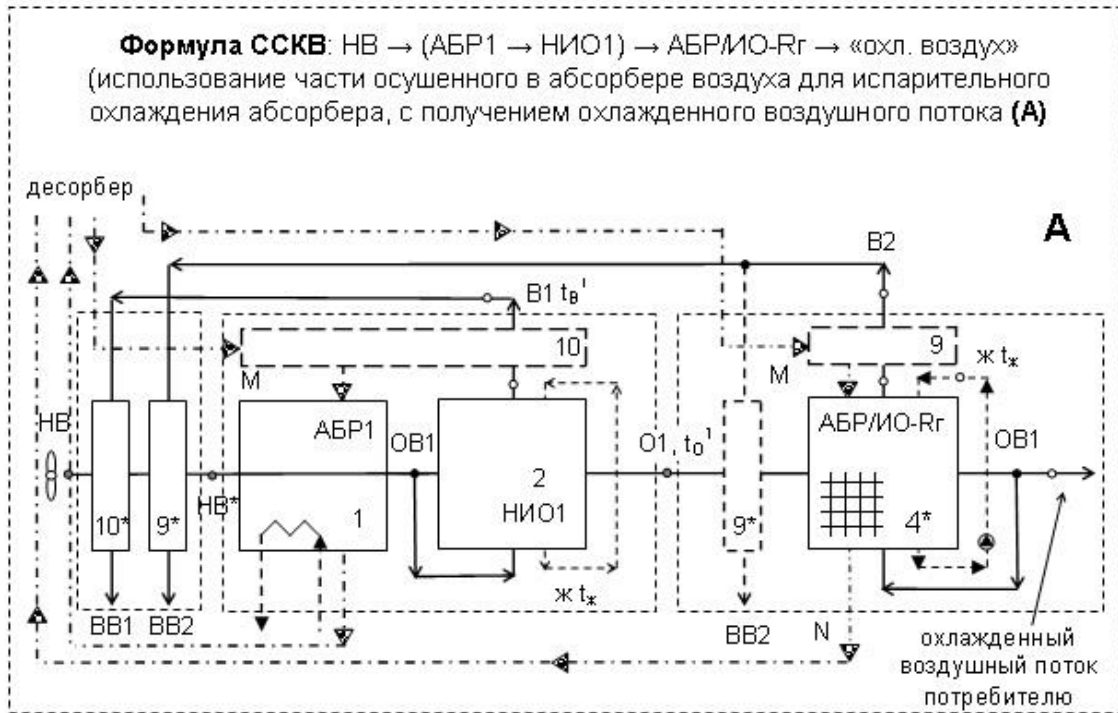 Формула ССКВ: НВ → (АБР1 → НИО1) → АБР/ИО-Rг → «охл. воздух»
(использование части осушенного в абсорбере воздуха для испарительного
охлаждения абсорбера, с получением охлажденного воздушного потока (А)
десорбер
А
В2
В1 tв¹
10
9
М
М
ж tж
НВ
АБР1
ОВ1
О1, tо¹
АБР/ИО-Rг
ОВ1
НВ*
2
НИО1
10*
9*
1
9*
4*
ж tж
ВВ1
ВВ2
ВВ2
N
охлажденный
воздушный поток
потребителю